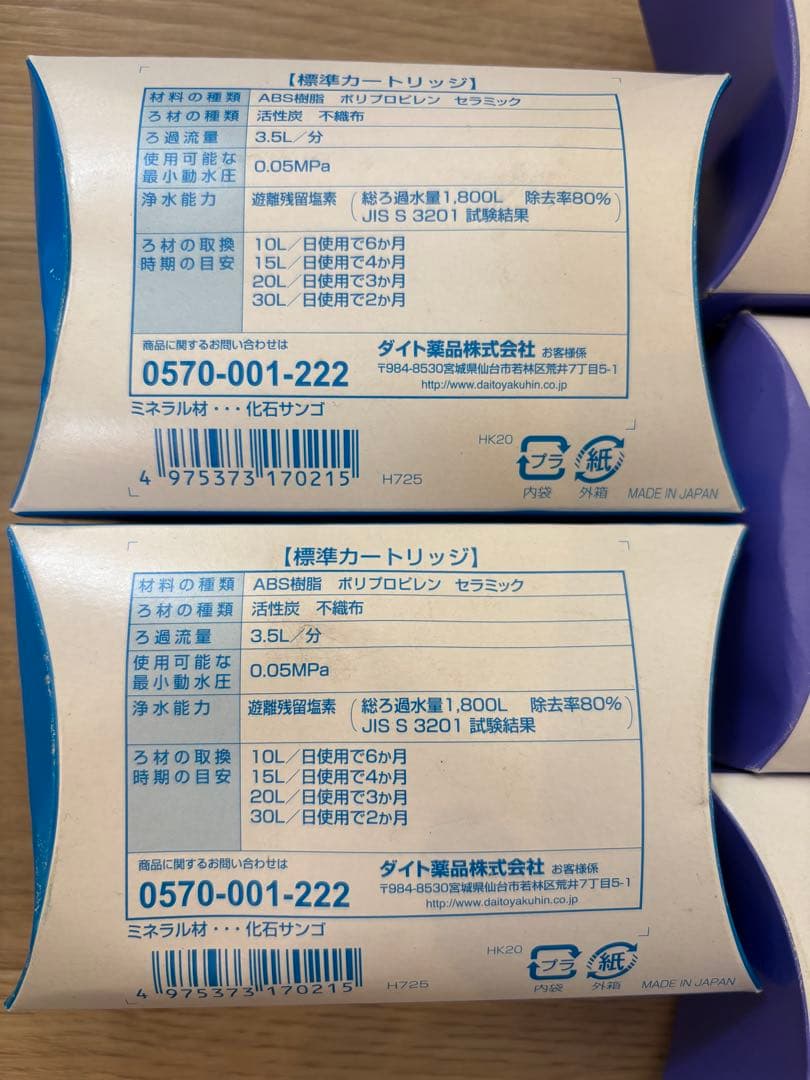 【標準カートリッジ】
材料の種類 ABS樹脂 ポリプロピレン セラミック
ろ材の種類 活性炭 不織布
ろ過流量 3.5L／分
使用可能な
最小動水圧 0.05MPa
浄水能力 遊離残留塩素 (総ろ過水量1,800L 除去率80%
JIS S 3201 試験結果)
ろ材の取換 10L／日使用で6か月
時期の目安 15L／日使用で4か月
20L／日使用で3か月
30L／日使用で2か月
商品に関するお問い合わせは
0570-001-222
ダイト薬品株式会社 お客様係
〒984-8530宮城県仙台市若林区荒井7丁目5-1
http://www.daitoyakuhin.co.jp
ミネラル材・・・化石サンゴ
4 975373 170215
H725
HK20
プラ
内袋
紙
外箱
MADE IN JAPAN
【標準カートリッジ】
材料の種類 ABS樹脂 ポリプロピレン セラミック
ろ材の種類 活性炭 不織布
ろ過流量 3.5L／分
使用可能な
最小動水圧 0.05MPa
浄水能力 遊離残留塩素 (総ろ過水量1,800L 除去率80%
JIS S 3201 試験結果)
ろ材の取換 10L／日使用で6か月
時期の目安 15L／日使用で4か月
20L／日使用で3か月
30L／日使用で2か月
商品に関するお問い合わせは
0570-001-222
ダイト薬品株式会社 お客様係
〒984-8530宮城県仙台市若林区荒井7丁目5-1
http://www.daitoyakuhin.co.jp
ミネラル材・・・化石サンゴ
4 975373 170215
H725
HK20
プラ
内袋
紙
外箱
MADE IN JAPAN